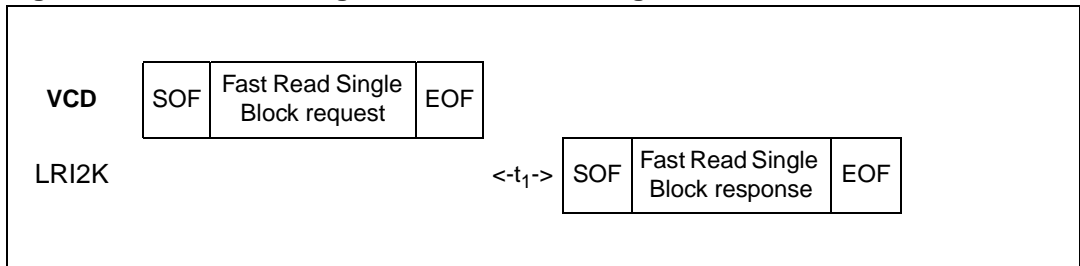 VCD SOF Fast Read Single Block request EOF
LRI2K <-t₁-> SOF Fast Read Single Block response EOF